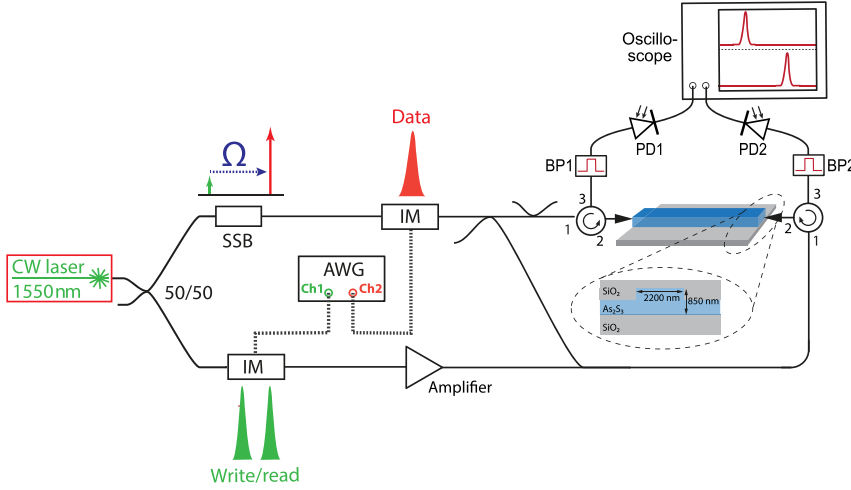 Oscillo-
scope
PD1
PD2
BP1
BP2
Data
Ω
3
3
IM
SSB
1
2
2
1
CW laser
1550nm
50/50
AWG
Ch1
Ch2
SiO2
2200 nm
850 nm
As2S3
SiO2
IM
Amplifier
Write/read